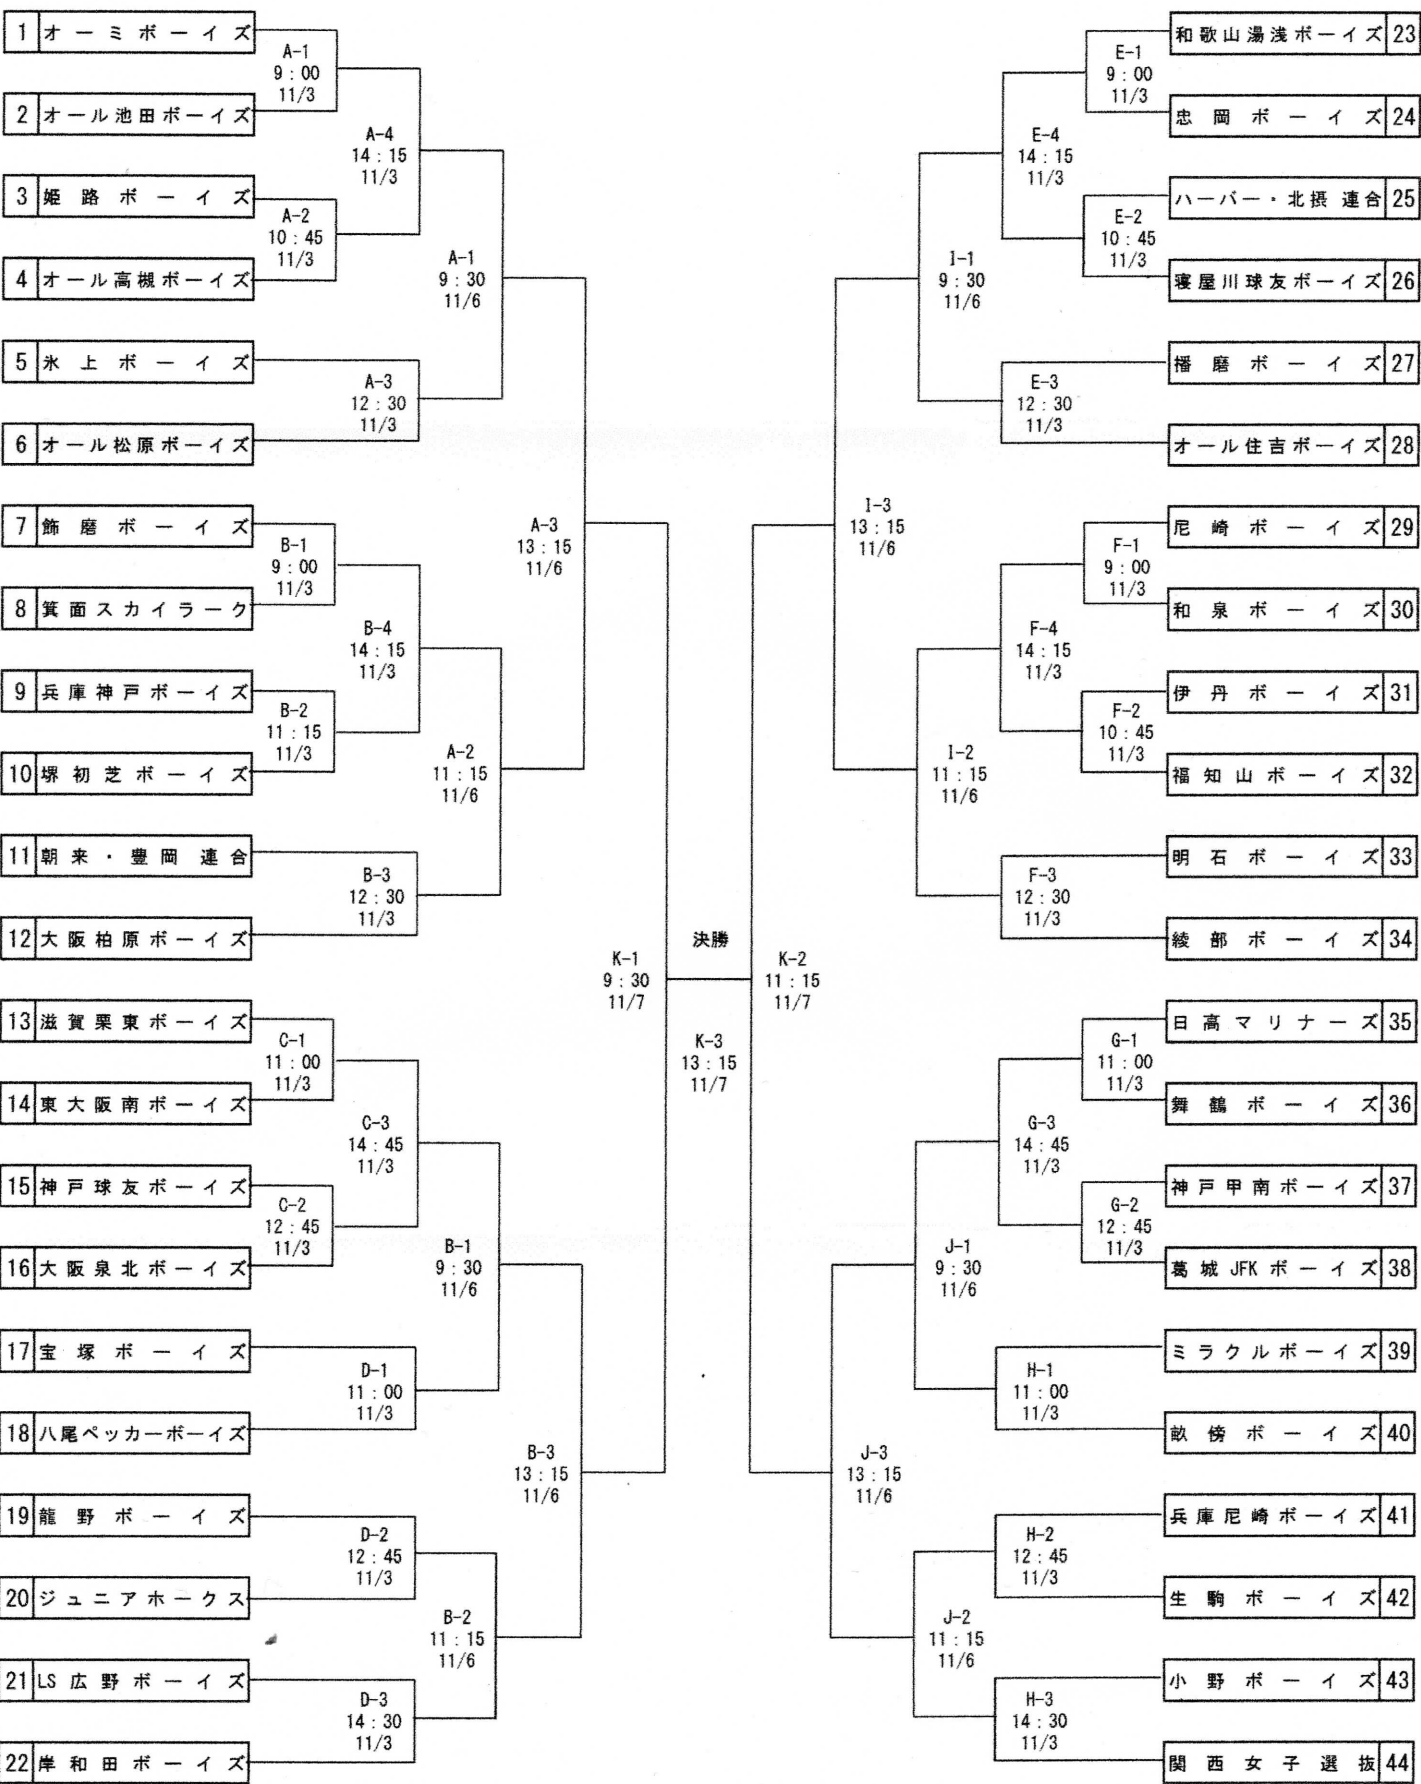 1 オーミボーイズ
A-1
9:00
11/3
2 オール池田ボーイズ
A-4
14:15
11/3
3 姫路ボーイズ
A-2
10:45
11/3
4 オール高槻ボーイズ
A-1
9:30
11/6
5 氷上ボーイズ
A-3
12:30
11/3
6 オール松原ボーイズ
A-3
13:15
11/6
7 飾磨ボーイズ
B-1
9:00
11/3
8 箕面スカイラーク
B-4
14:15
11/3
9 兵庫神戸ボーイズ
B-2
11:15
11/3
10 堺初芝ボーイズ
A-2
11:15
11/6
11 朝来・豊岡 連合
B-3
12:30
11/3
12 大阪柏原ボーイズ
K-1
9:30
11/7
13 滋賀栗東ボーイズ
C-1
11:00
11/3
14 東大阪南ボーイズ
C-3
14:45
11/3
15 神戸球友ボーイズ
C-2
12:45
11/3
16 大阪泉北ボーイズ
B-1
9:30
11/6
17 宝塚ボーイズ
D-1
11:00
11/3
18 八尾ペッカーボーイズ
B-3
13:15
11/6
19 龍野ボーイズ
D-2
12:45
11/3
20 ジュニアホークス
B-2
11:15
11/6
21 LS広野ボーイズ
D-3
14:30
11/3
22 岸和田ボーイズ
決勝
K-3
13:15
11/7
和歌山湯浅ボーイズ 23
E-1
9:00
11/3
忠岡ボーイズ 24
E-4
14:15
11/3
ハーバー・北摂 連合 25
E-2
10:45
11/3
寝屋川球友ボーイズ 26
I-1
9:30
11/6
播磨ボーイズ 27
E-3
12:30
11/3
オール住吉ボーイズ 28
I-3
13:15
11/6
尼崎ボーイズ 29
F-1
9:00
11/3
和泉ボーイズ 30
F-4
14:15
11/3
伊丹ボーイズ 31
F-2
10:45
11/3
福知山ボーイズ 32
I-2
11:15
11/6
明石ボーイズ 33
F-3
12:30
11/3
綾部ボーイズ 34
K-2
11:15
11/7
日高マリナーズ 35
G-1
11:00
11/3
舞鶴ボーイズ 36
G-3
14:45
11/3
神戸甲南ボーイズ 37
G-2
12:45
11/3
葛城JFKボーイズ 38
J-1
9:30
11/6
ミラクルボーイズ 39
H-1
11:00
11/3
畝傍ボーイズ 40
J-3
13:15
11/6
兵庫尼崎ボーイズ 41
H-2
12:45
11/3
生駒ボーイズ 42
J-2
11:15
11/6
小野ボーイズ 43
H-3
14:30
11/3
関西女子選抜 44